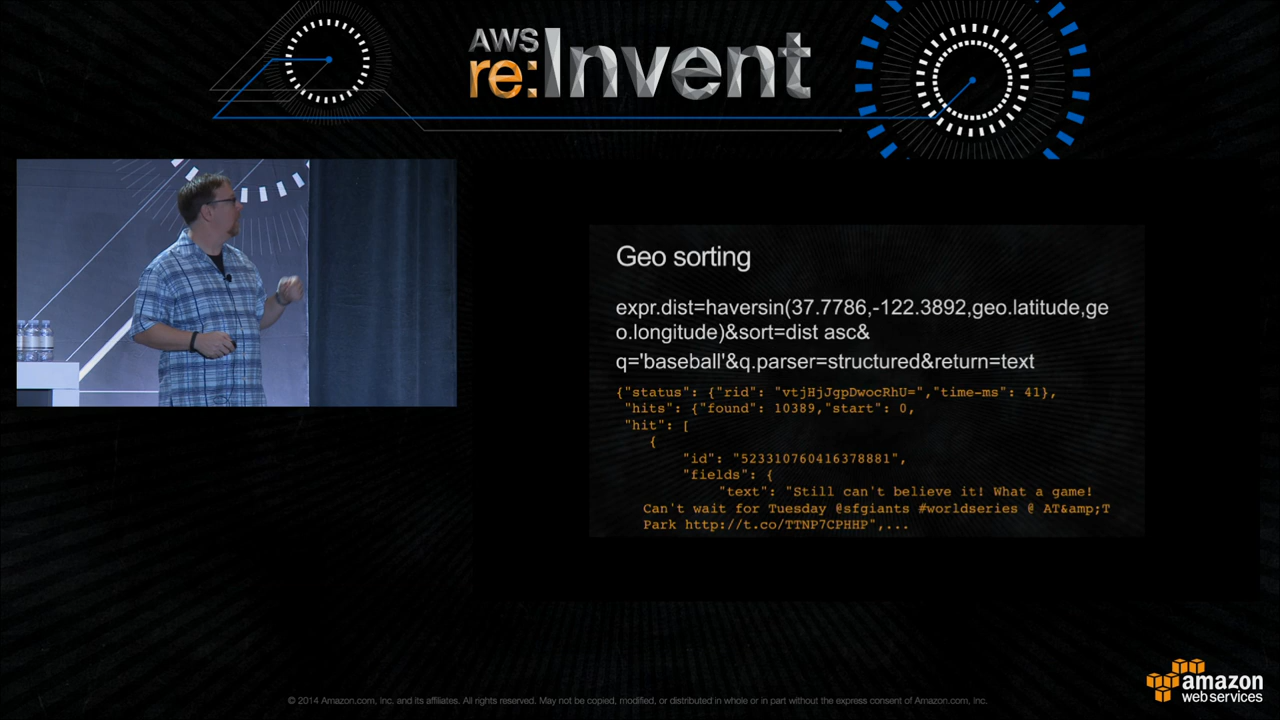 AWS
re:Invent
Geo sorting
expr.dist=haversin(37.7786,-122.3892,geo.latitude,ge
o.longitude)&sort=dist asc&
q='baseball'&q.parser=structured&return=text
{"status": {"rid": "vtjHjJgpDwocRhU=","time-ms": 41},
"hits": {"found": 10389,"start": 0,
"hit": [
{
"id": "523310760416378881",
"fields": {
"text": "Still can't believe it! What a game!
Can't wait for Tuesday @sfgiants #worldseries @ AT&amp;T
Park http://t.co/TTNP7CPHHP",...
amazon
web services
© 2014 Amazon.com, Inc. and its affiliates. All rights reserved. May not be copied, modified, or distributed in whole or in part without the express consent of Amazon.com, Inc.